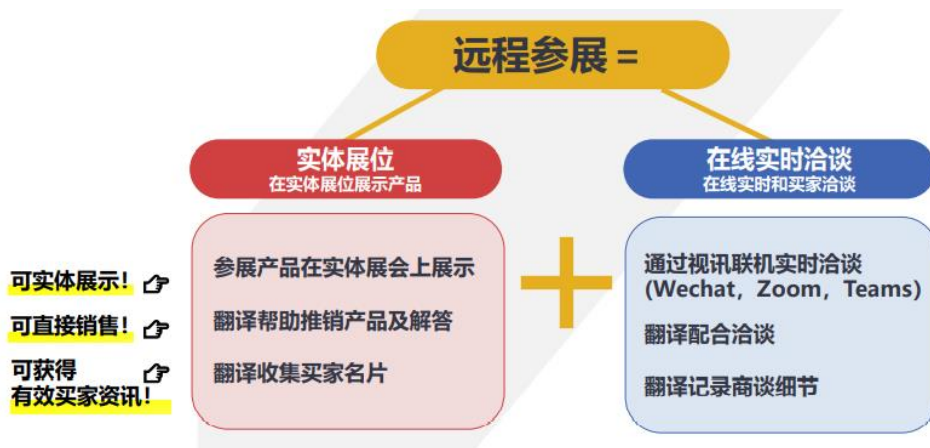 远程参展 =
实体展位
在实体展位展示产品
参展产品在实体展会上展示
翻译帮助推销产品及解答
翻译收集买家名片
可实体展示！
可直接销售！
可获得
有效买家资讯！
在线实时洽谈
在线实时和买家洽谈
通过视讯联机实时洽谈
(Wechat，Zoom，Teams)
翻译配合洽谈
翻译记录商谈细节